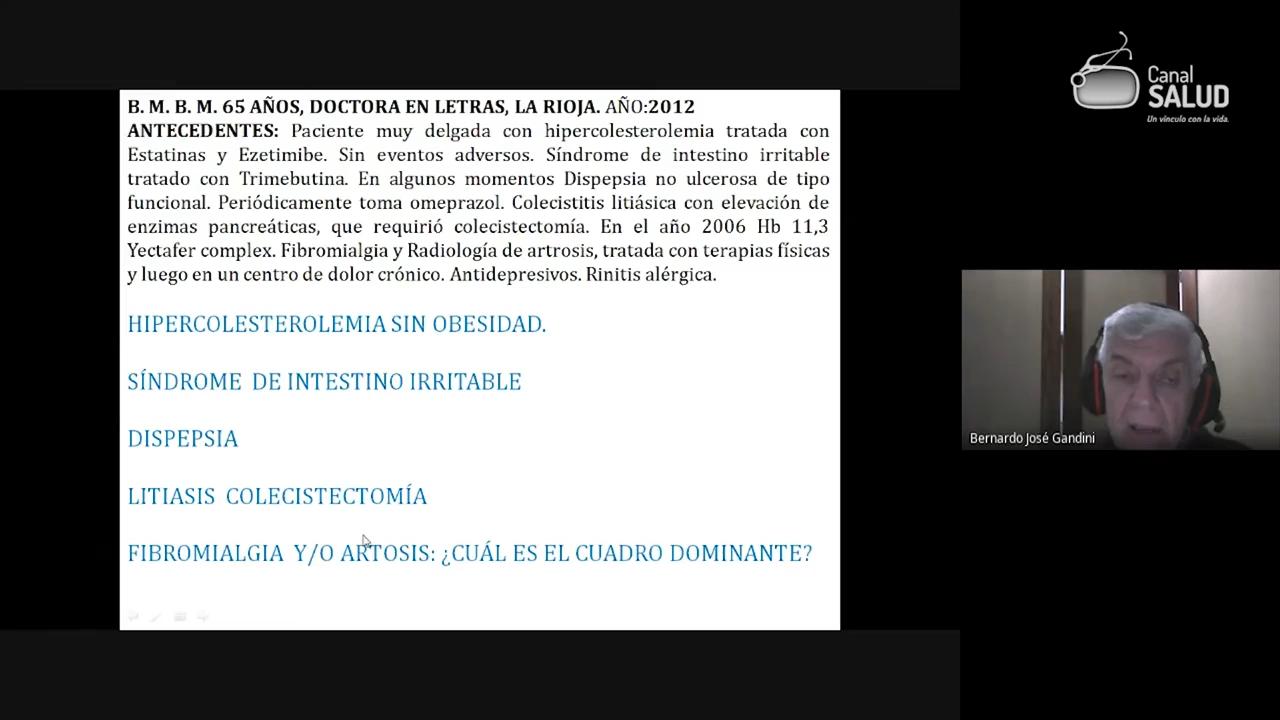 B. M. B. M. 65 AÑOS, DOCTORA EN LETRAS, LA RIOJA. AÑO:2012
ANTECEDENTES: Paciente muy delgada con hipercolesterolemia tratada con
Estatinas y Ezetimibe. Sin eventos adversos. Síndrome de intestino irritable
tratado con Trimebutina. En algunos momentos Dispepsia no ulcerosa de tipo
funcional. Periódicamente toma omeprazol. Colecistitis litiásica con elevación de
enzimas pancreáticas, que requirió colecistectomía. En el año 2006 Hb 11,3
Yectafer complex. Fibromialgia y Radiología de artrosis, tratada con terapias físicas
y luego en un centro de dolor crónico. Antidepresivos. Rinitis alérgica.
HIPERCOLESTEROLEMIA SIN OBESIDAD.
SÍNDROME DE INTESTINO IRRITABLE
DISPEPSIA
LITIASIS COLECISTECTOMÍA
FIBROMIALGIA Y/O ARTOSIS: ¿CUÁL ES EL CUADRO DOMINANTE?
Canal
SALUD
Un vínculo con la vida.
Bernardo José Gandini